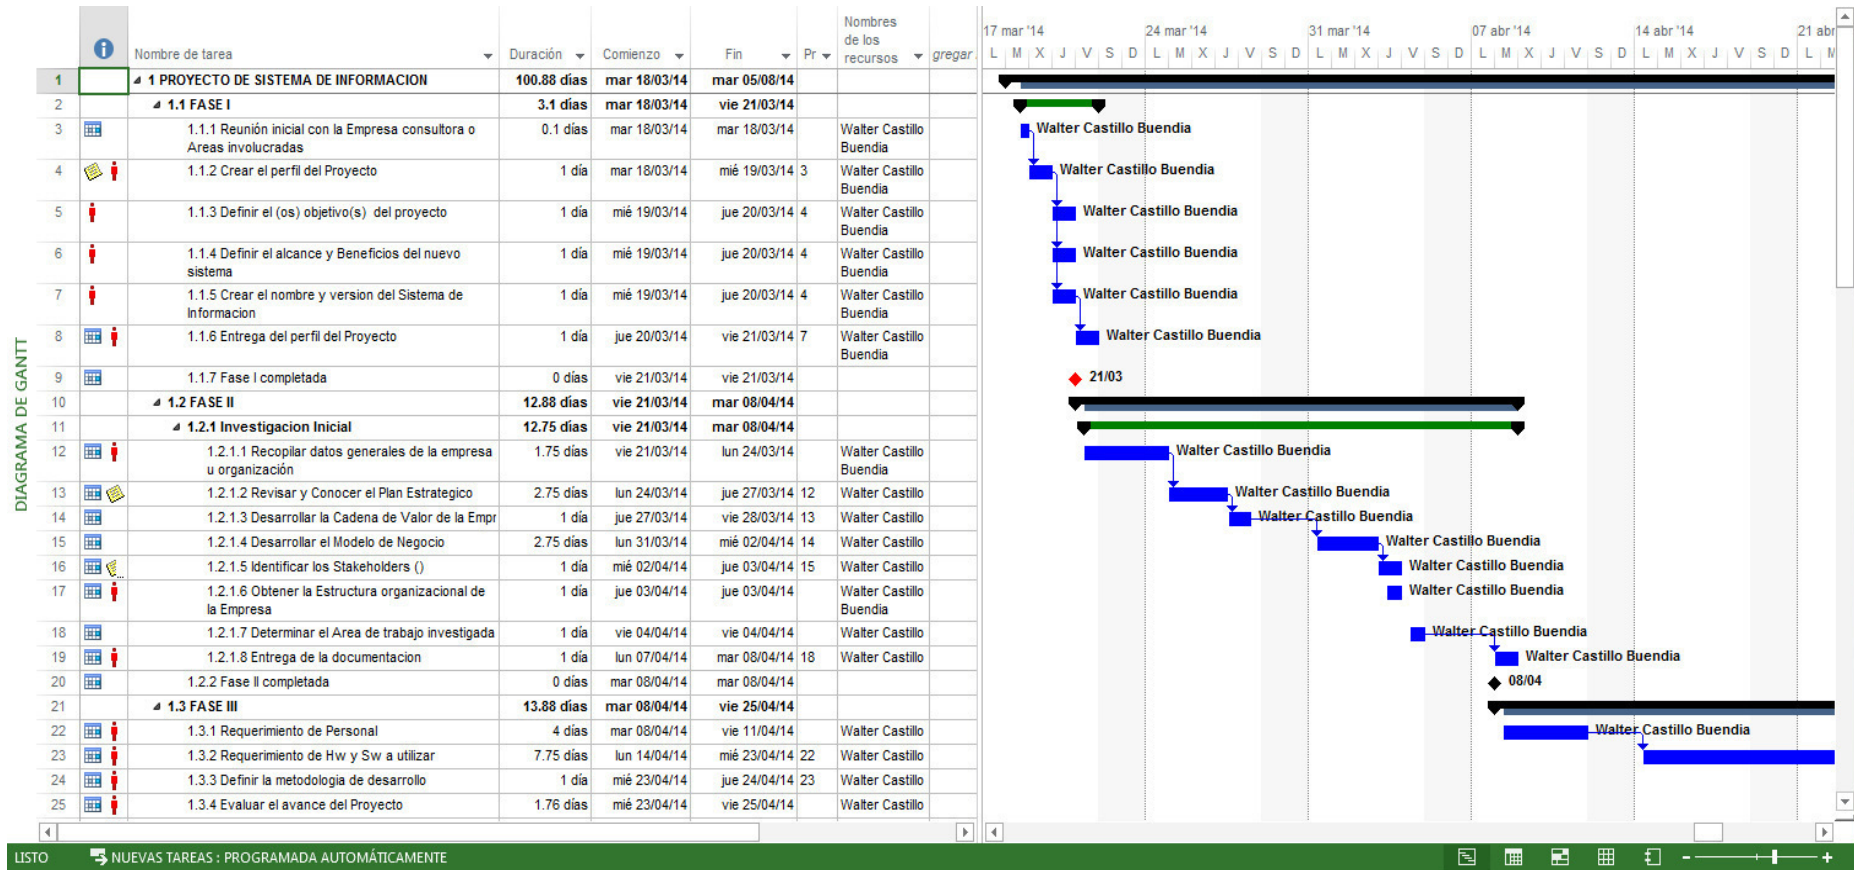 Nombre de tarea Duración Comienzo Fin Pr Nombres de los recursos gregar
17 mar '14 24 mar '14 31 mar '14 07 abr '14 14 abr '14 21 abr
L M X J V S D L M X J V S D L M X J V S D L M X J V S D L M X J V S D L M
1 1 PROYECTO DE SISTEMA DE INFORMACION 100.88 días mar 18/03/14 mar 05/08/14
2 1.1 FASE I 3.1 días mar 18/03/14 vie 21/03/14
3 1.1.1 Reunión inicial con la Empresa consultora o 0.1 días mar 18/03/14 mar 18/03/14 Walter Castillo Walter Castillo Buendia
Areas involucradas Buendia
4 1.1.2 Crear el perfil del Proyecto 1 día mar 18/03/14 mié 19/03/14 3 Walter Castillo Walter Castillo Buendia
Buendia
5 1.1.3 Definir el (os) objetivo(s) del proyecto 1 día mié 19/03/14 jue 20/03/14 4 Walter Castillo Walter Castillo Buendia
Buendia
6 1.1.4 Definir el alcance y Beneficios del nuevo 1 día mié 19/03/14 jue 20/03/14 4 Walter Castillo Walter Castillo Buendia
sistema Buendia
7 1.1.5 Crear el nombre y version del Sistema de 1 día mié 19/03/14 jue 20/03/14 4 Walter Castillo Walter Castillo Buendia
Informacion Buendia
8 1.1.6 Entrega del perfil del Proyecto 1 día jue 20/03/14 vie 21/03/14 7 Walter Castillo Walter Castillo Buendia
Buendia
9 1.1.7 Fase I completada 0 días vie 21/03/14 vie 21/03/14 21/03
10 1.2 FASE II 12.88 días vie 21/03/14 mar 08/04/14
11 1.2.1 Investigacion Inicial 12.75 días vie 21/03/14 mar 08/04/14
12 1.2.1.1 Recopilar datos generales de la empresa 1.75 días vie 21/03/14 lun 24/03/14 Walter Castillo Walter Castillo Buendia
u organización Buendia
13 1.2.1.2 Revisar y Conocer el Plan Estrategico 2.75 días lun 24/03/14 jue 27/03/14 12 Walter Castillo Walter Castillo Buendia
14 1.2.1.3 Desarrollar la Cadena de Valor de la Empr 1 día jue 27/03/14 vie 28/03/14 13 Walter Castillo Walter Castillo Buendia
15 1.2.1.4 Desarrollar el Modelo de Negocio 2.75 días lun 31/03/14 mié 02/04/14 14 Walter Castillo Walter Castillo Buendia
16 1.2.1.5 Identificar los Stakeholders () 1 día mié 02/04/14 jue 03/04/14 15 Walter Castillo Walter Castillo Buendia
17 1.2.1.6 Obtener la Estructura organizacional de 1 día jue 03/04/14 jue 03/04/14 Walter Castillo Walter Castillo Buendia
la Empresa Buendia
18 1.2.1.7 Determinar el Area de trabajo investigada 1 día vie 04/04/14 vie 04/04/14 Walter Castillo Walter Castillo Buendia
19 1.2.1.8 Entrega de la documentacion 1 día lun 07/04/14 mar 08/04/14 18 Walter Castillo Walter Castillo Buendia
20 1.2.2 Fase II completada 0 días mar 08/04/14 mar 08/04/14 08/04
21 1.3 FASE III 13.88 días mar 08/04/14 vie 25/04/14
22 1.3.1 Requerimiento de Personal 4 días mar 08/04/14 vie 11/04/14 Walter Castillo Walter Castillo Buendia
23 1.3.2 Requerimiento de Hw y Sw a utilizar 7.75 días lun 14/04/14 mié 23/04/14 22 Walter Castillo
24 1.3.3 Definir la metodologia de desarrollo 1 día mié 23/04/14 jue 24/04/14 23 Walter Castillo
25 1.3.4 Evaluar el avance del Proyecto 1.76 días mié 23/04/14 vie 25/04/14 Walter Castillo
DIAGRAMA DE GANTT
LISTO NUEVAS TAREAS : PROGRAMADA AUTOMÁTICAMENTE